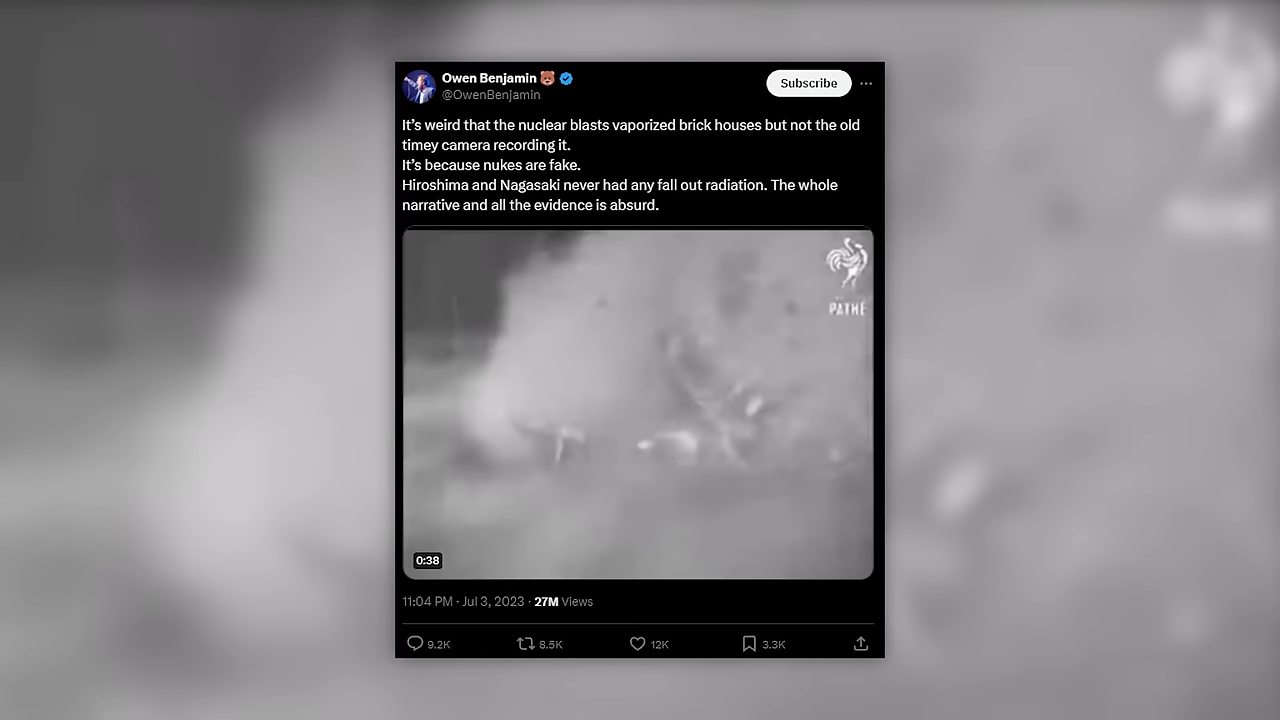 Owen Benjamin 🐻
@OwenBenjamin
Subscribe
It’s weird that the nuclear blasts vaporized brick houses but not the old
timey camera recording it.
It’s because nukes are fake.
Hiroshima and Nagasaki never had any fall out radiation. The whole
narrative and all the evidence is absurd.
PATHÉ
0:38
11:04 PM · Jul 3, 2023 · 27M Views
9.2K 8.5K 12K 3.3K